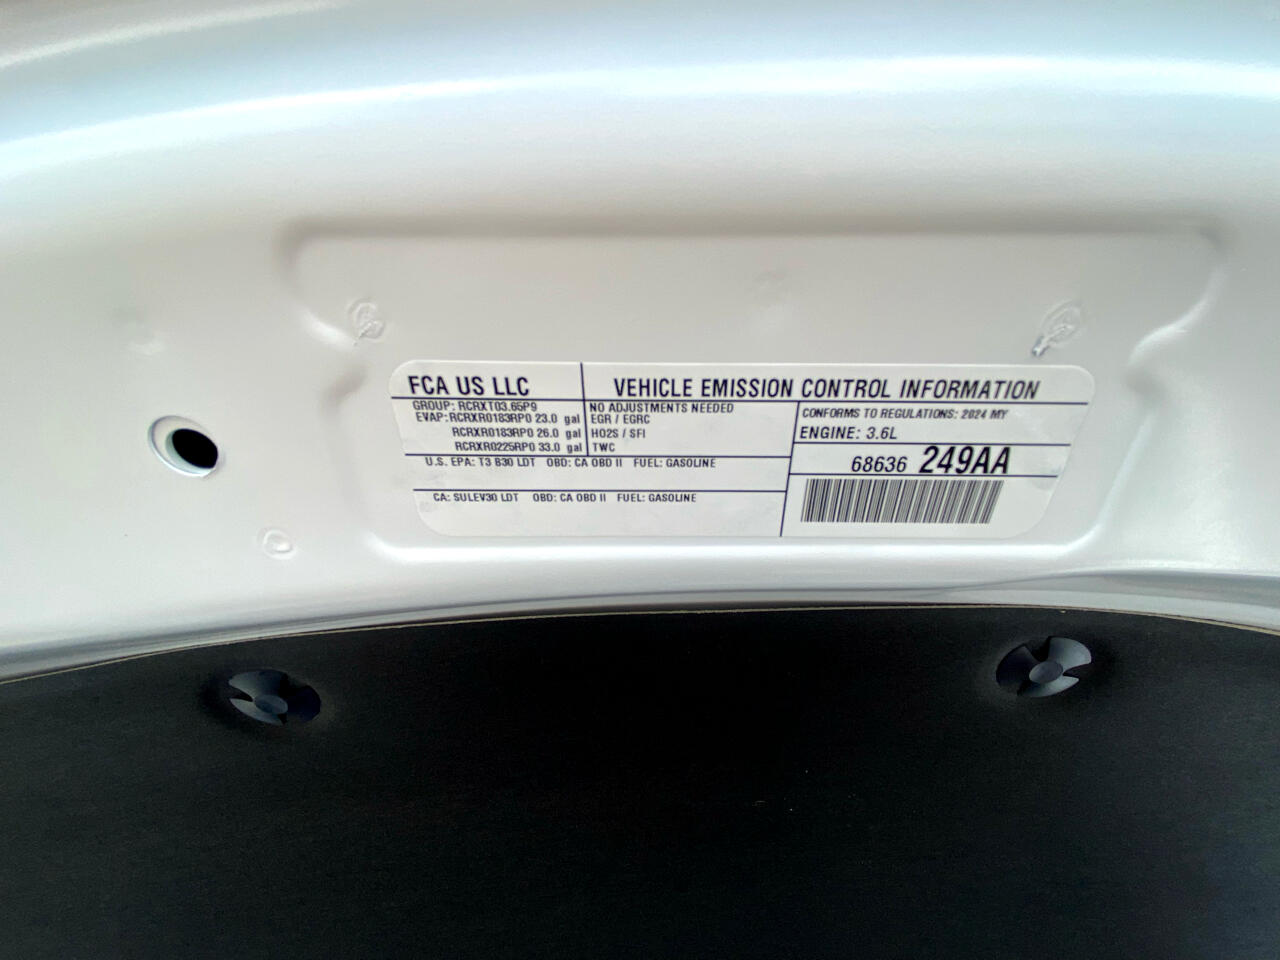 FCA US LLC
VEHICLE EMISSION CONTROL INFORMATION
GROUP: RCRXT03.65P9
EVAP: RCRXR0183RP0 23.0 gal
RCRXR0183RP0 26.0 gal
RCRXR0225RP0 33.0 gal
NO ADJUSTMENTS NEEDED
EGR / EGRC
HO2S / SFI
TWC
U.S. EPA: T3 B30 LDT OBD: CA OBD II FUEL: GASOLINE
CA: SULEV30 LDT OBD: CA OBD II FUEL: GASOLINE
CONFORMS TO REGULATIONS: 2024 MY
ENGINE: 3.6L
68636 249AA